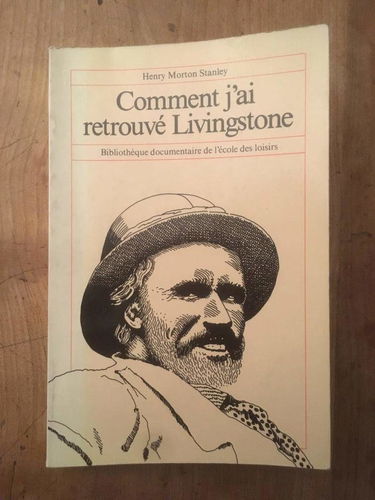 Henry Morton Stanley
Comment j'ai
retrouvé Livingstone
Bibliothèque documentaire de l'école des loisirs